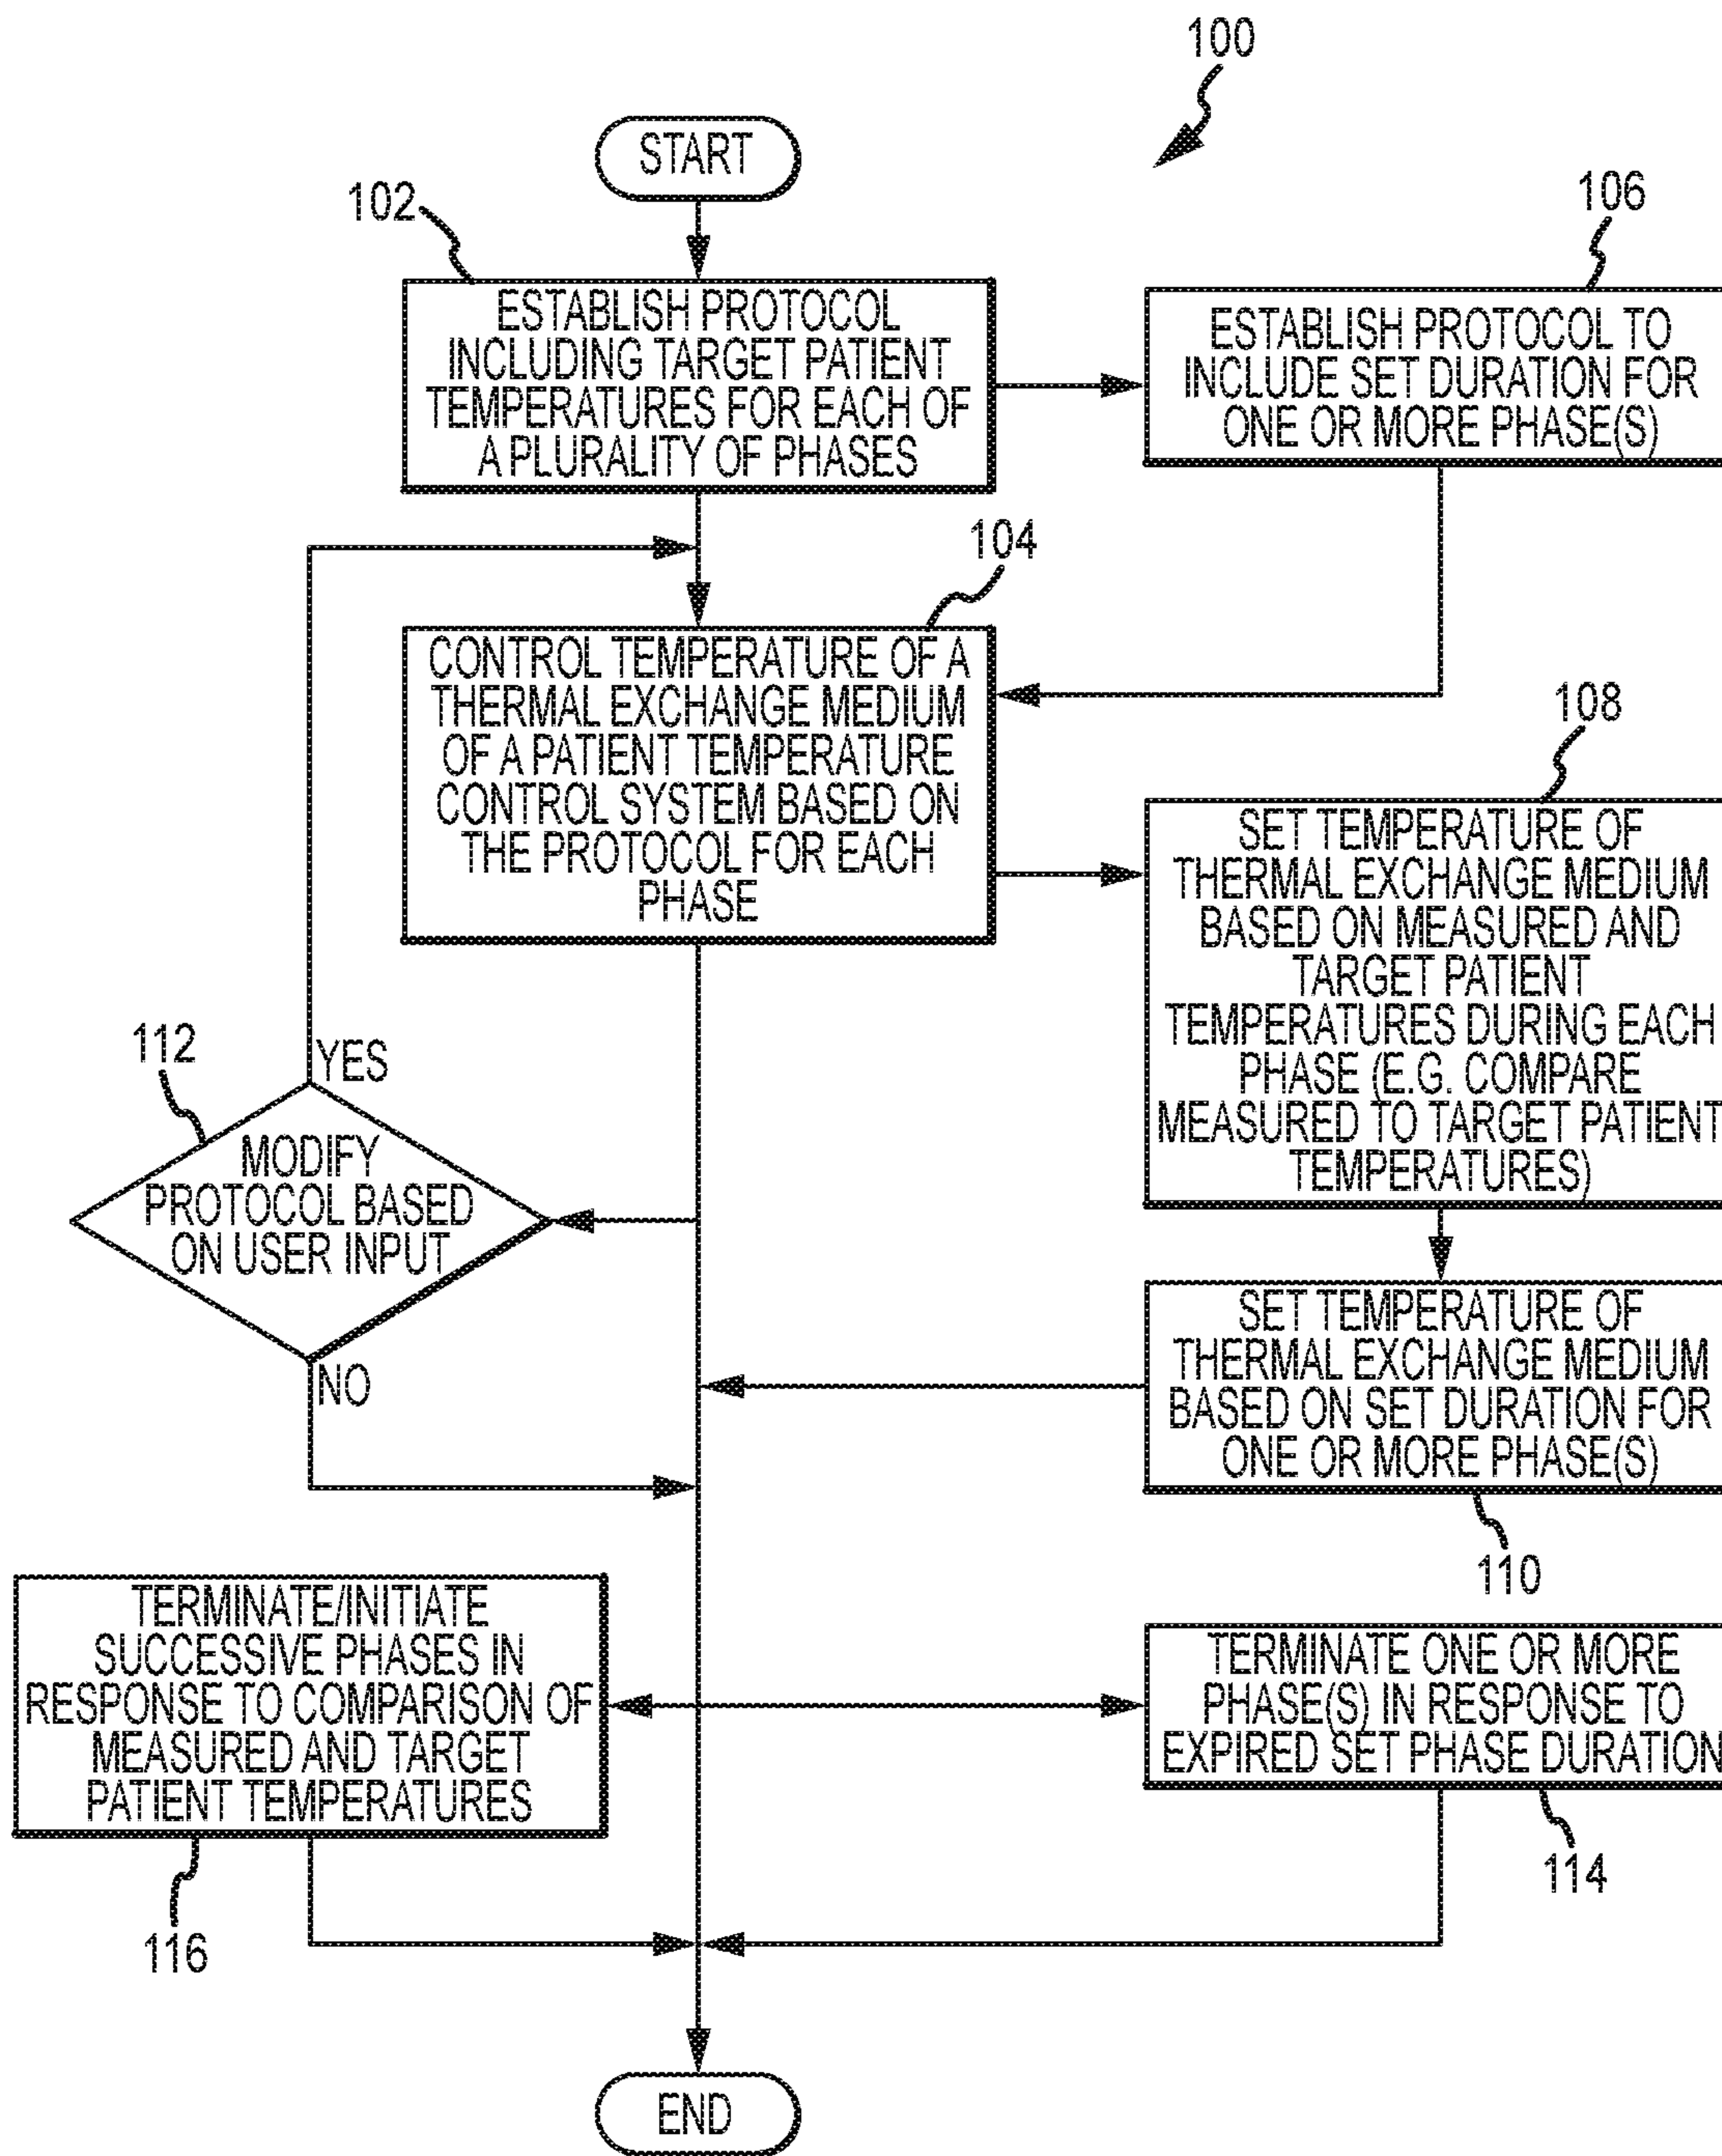 100
START
102
ESTABLISH PROTOCOL
INCLUDING TARGET PATIENT
TEMPERATURES FOR EACH OF
A PLURALITY OF PHASES
106
ESTABLISH PROTOCOL TO
INCLUDE SET DURATION FOR
ONE OR MORE PHASE(S)
104
CONTROL TEMPERATURE OF A
THERMAL EXCHANGE MEDIUM
OF A PATIENT TEMPERATURE
CONTROL SYSTEM BASED ON
THE PROTOCOL FOR EACH
PHASE
108
SET TEMPERATURE OF
THERMAL EXCHANGE MEDIUM
BASED ON MEASURED AND
TARGET PATIENT
TEMPERATURES DURING EACH
PHASE (E.G. COMPARE
MEASURED TO TARGET PATIENT
TEMPERATURES)
112
YES
MODIFY
PROTOCOL BASED
ON USER INPUT
NO
SET TEMPERATURE OF
THERMAL EXCHANGE MEDIUM
BASED ON SET DURATION FOR
ONE OR MORE PHASE(S)
110
TERMINATE/INITIATE
SUCCESSIVE PHASES IN
RESPONSE TO COMPARISON OF
MEASURED AND TARGET
PATIENT TEMPERATURES
116
TERMINATE ONE OR MORE
PHASE(S) IN RESPONSE TO
EXPIRED SET PHASE DURATION
114
END